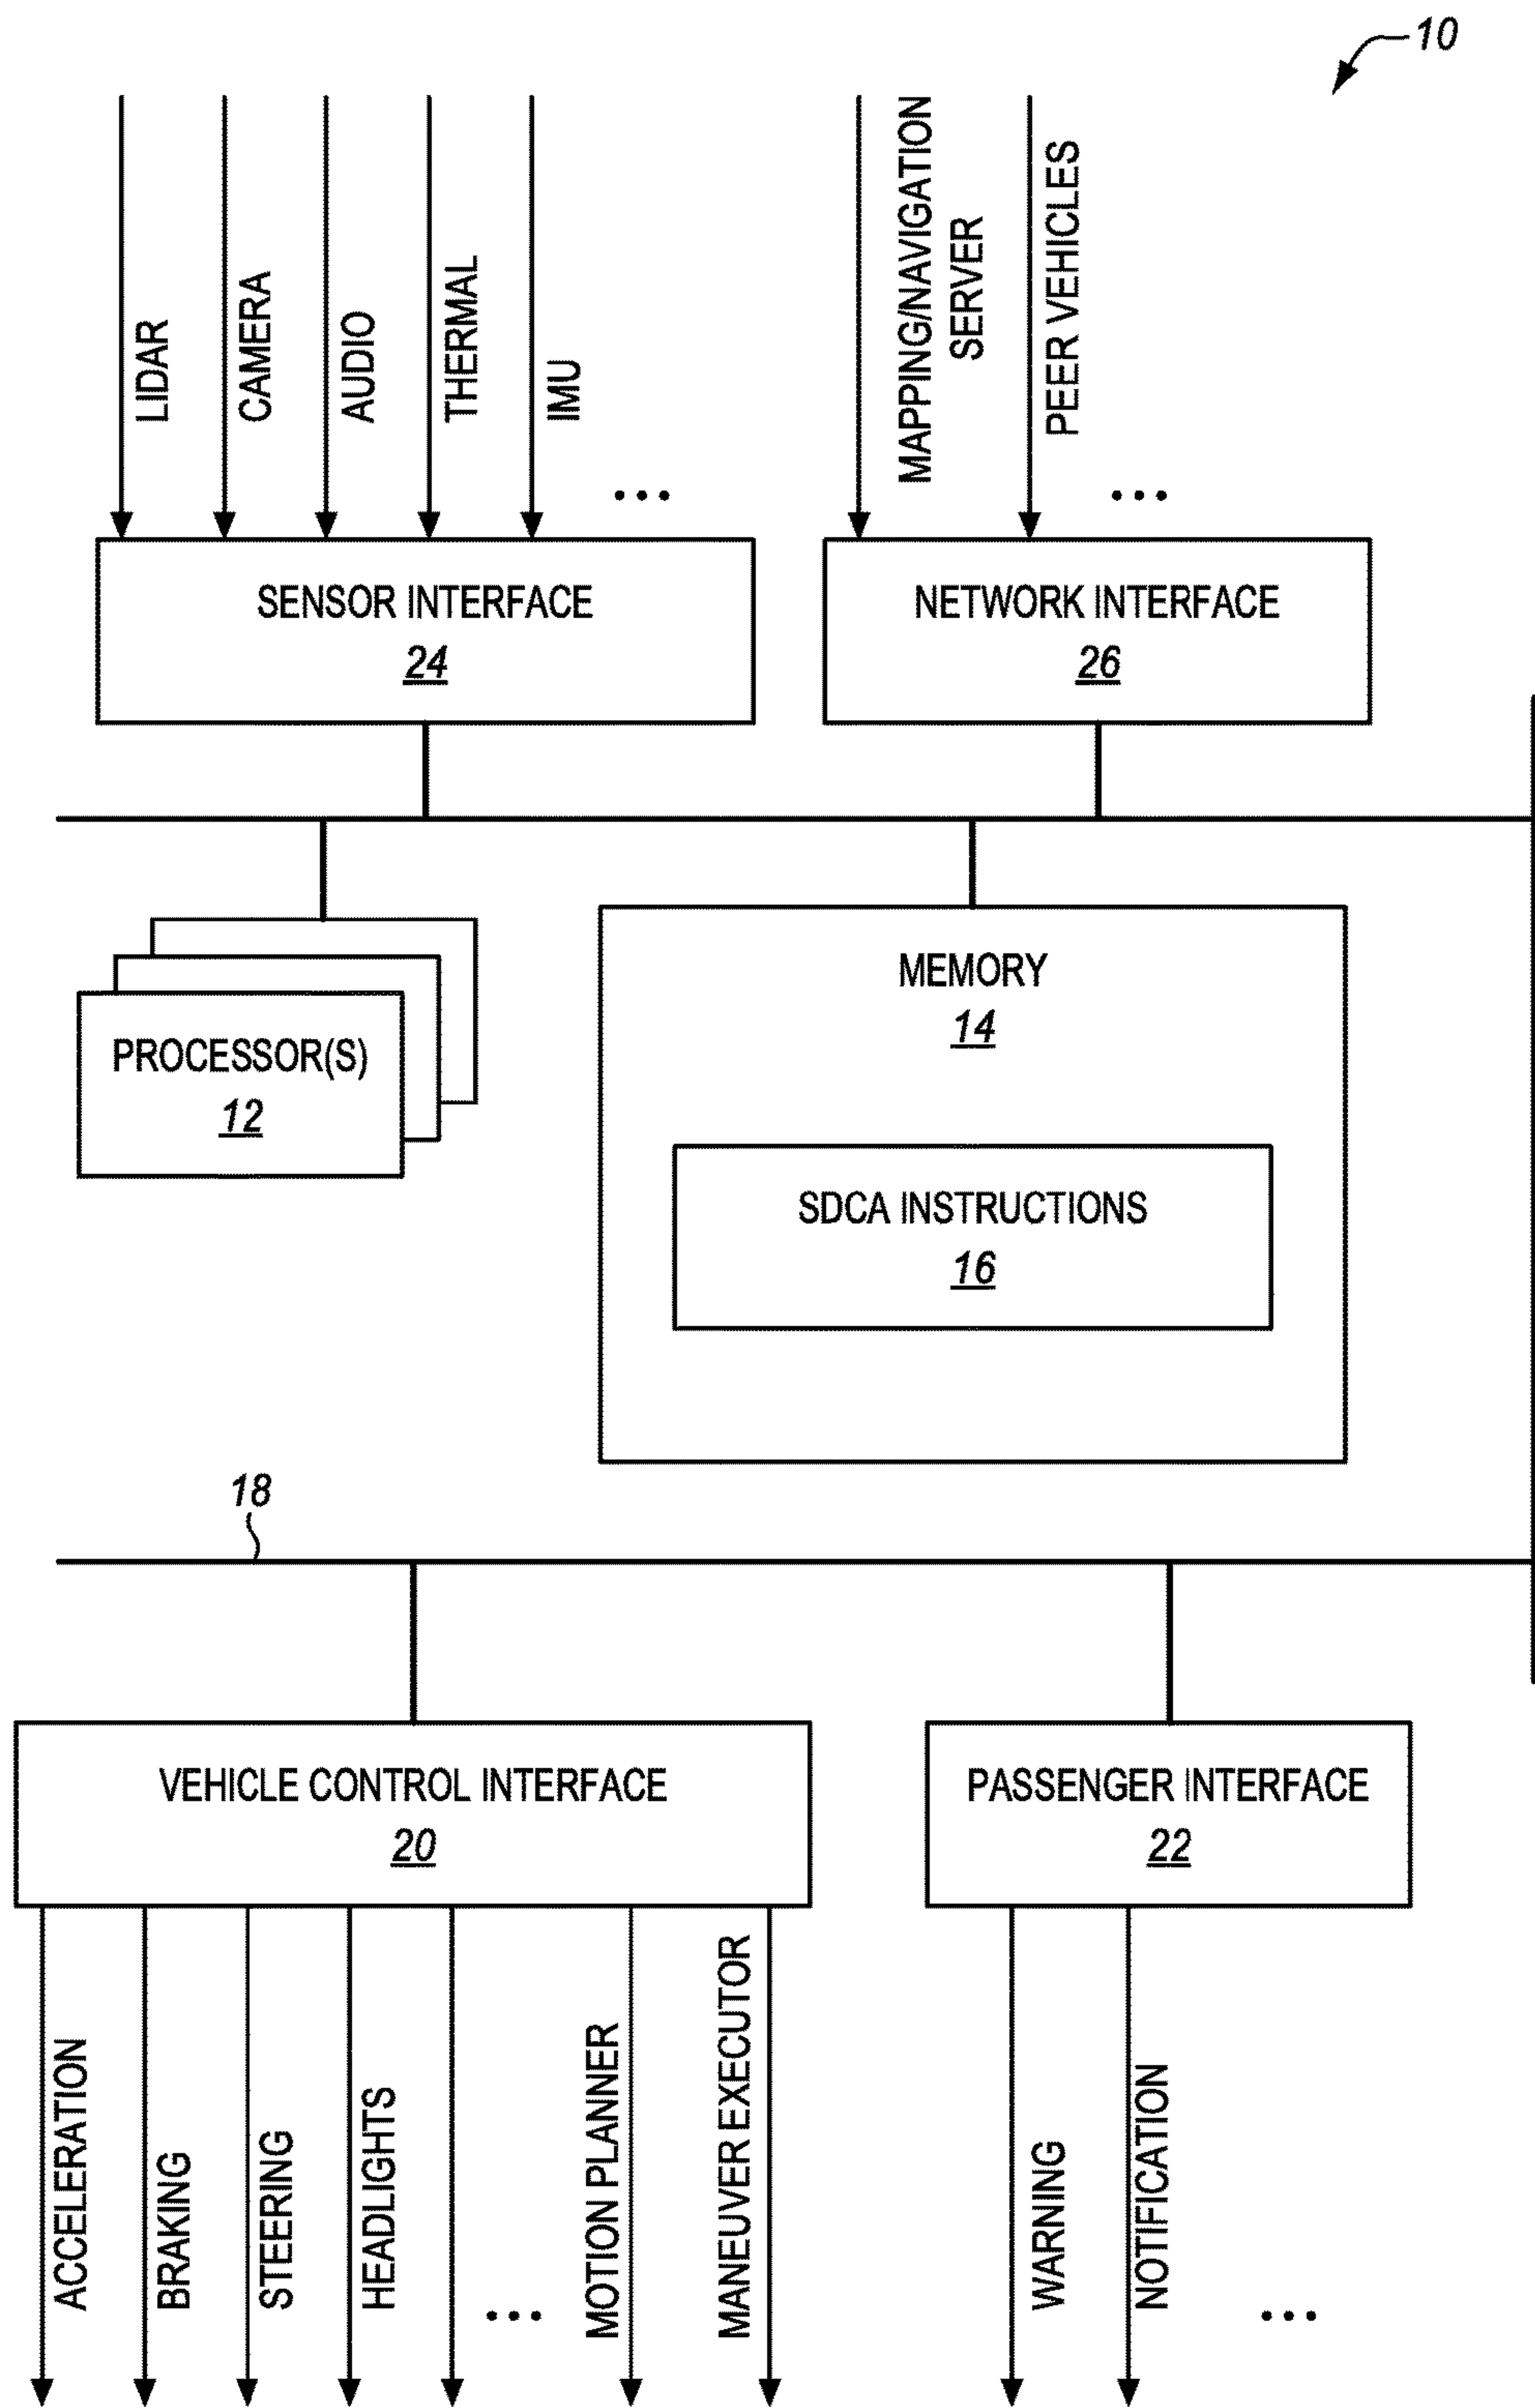 10
LIDAR
CAMERA
AUDIO
THERMAL
IMU
...
MAPPING/NAVIGATION
SERVER
PEER VEHICLES
...
SENSOR INTERFACE
24
NETWORK INTERFACE
26
PROCESSOR(S)
12
MEMORY
14
SDCA INSTRUCTIONS
16
18
VEHICLE CONTROL INTERFACE
20
PASSENGER INTERFACE
22
ACCELERATION
BRAKING
STEERING
HEADLIGHTS
...
MOTION PLANNER
MANEUVER EXECUTOR
WARNING
NOTIFICATION
...